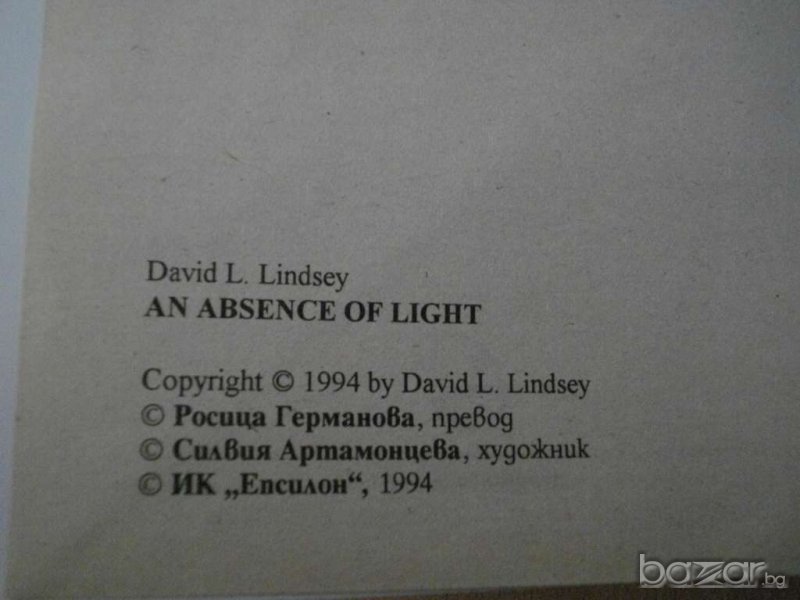 David L. Lindsey
AN ABSENCE OF LIGHT
Copyright © 1994 by David L. Lindsey
© Росица Германова, превод
© Силвия Артамонцева, художник
© ИК „Епсилон“, 1994
bazar.bg